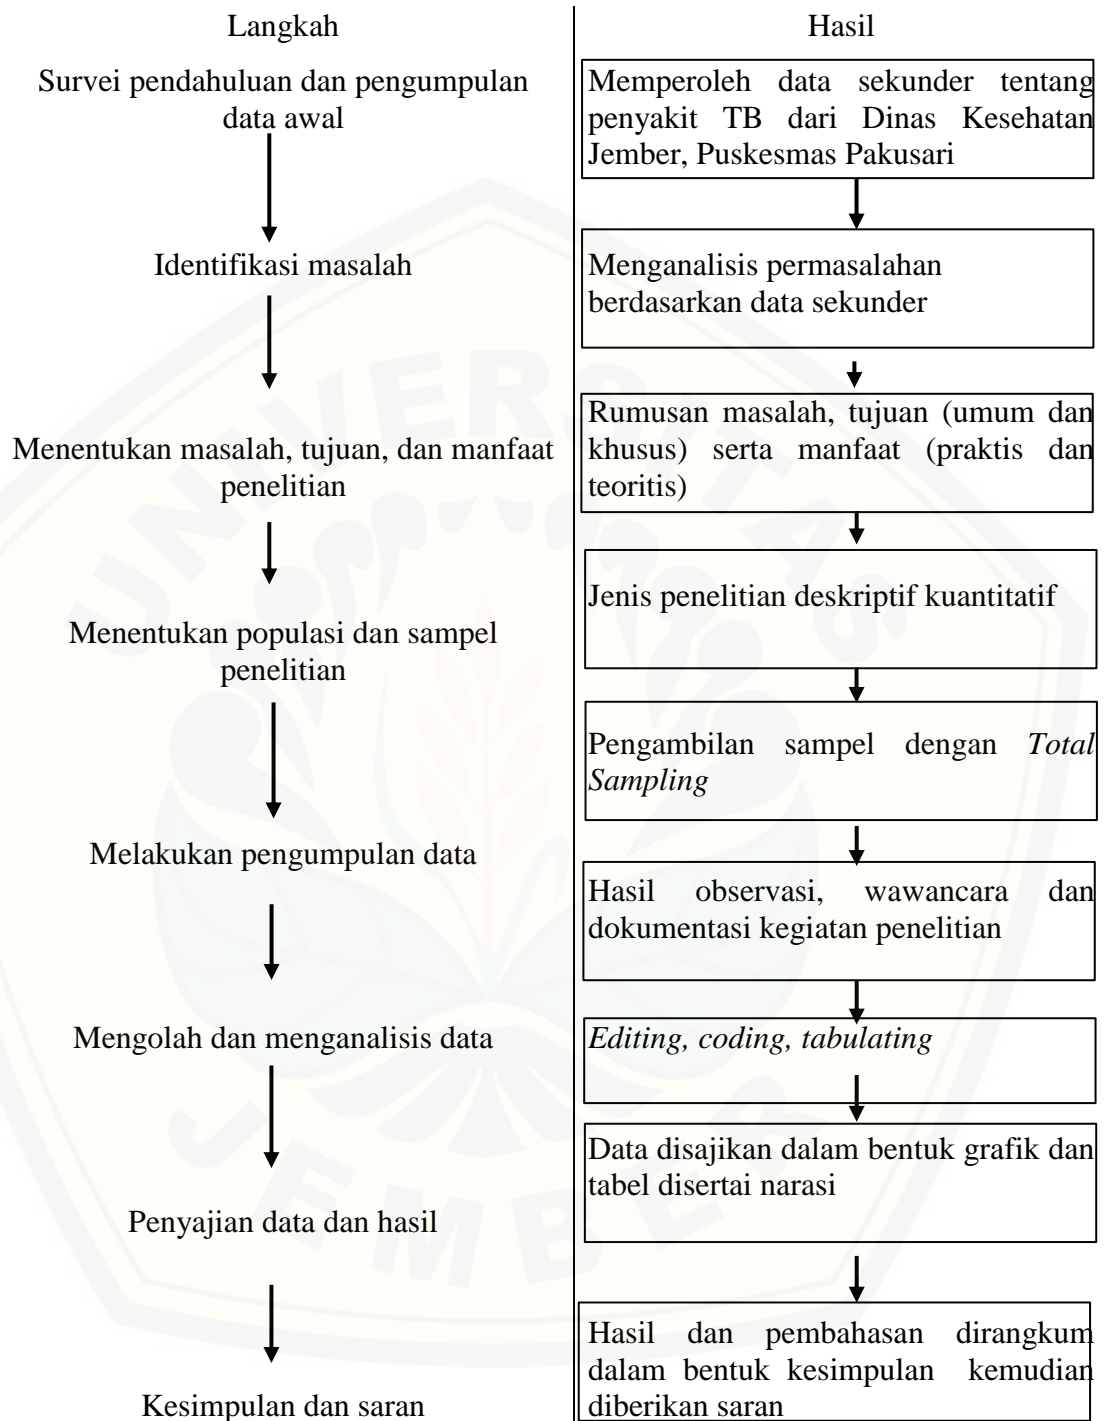 Langkah
Hasil
Survei pendahuluan dan pengumpulan
data awal
Memperoleh data sekunder tentang
penyakit TB dari Dinas Kesehatan
Jember, Puskesmas Pakusari
Identifikasi masalah
Menganalisis permasalahan
berdasarkan data sekunder
Menentukan masalah, tujuan, dan manfaat
penelitian
Rumusan masalah, tujuan (umum dan
khusus) serta manfaat (praktis dan
teoritis)
Menentukan populasi dan sampel
penelitian
Jenis penelitian deskriptif kuantitatif
Pengambilan sampel dengan Total
Sampling
Melakukan pengumpulan data
Hasil observasi, wawancara dan
dokumentasi kegiatan penelitian
Mengolah dan menganalisis data
Editing, coding, tabulating
Penyajian data dan hasil
Data disajikan dalam bentuk grafik dan
tabel disertai narasi
Kesimpulan dan saran
Hasil dan pembahasan dirangkum
dalam bentuk kesimpulan kemudian
diberikan saran
UNIVERSITAS
JEMBER